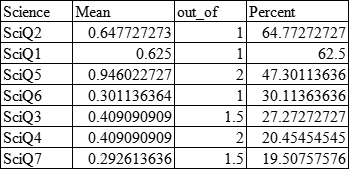 Science Mean out_of Percent
SciQ2 0.647727273 1 64.77272727
SciQ1 0.625 1 62.5
SciQ5 0.946022727 2 47.30113636
SciQ6 0.301136364 1 30.11363636
SciQ3 0.409090909 1.5 27.27272727
SciQ4 0.409090909 2 20.45454545
SciQ7 0.292613636 1.5 19.50757576